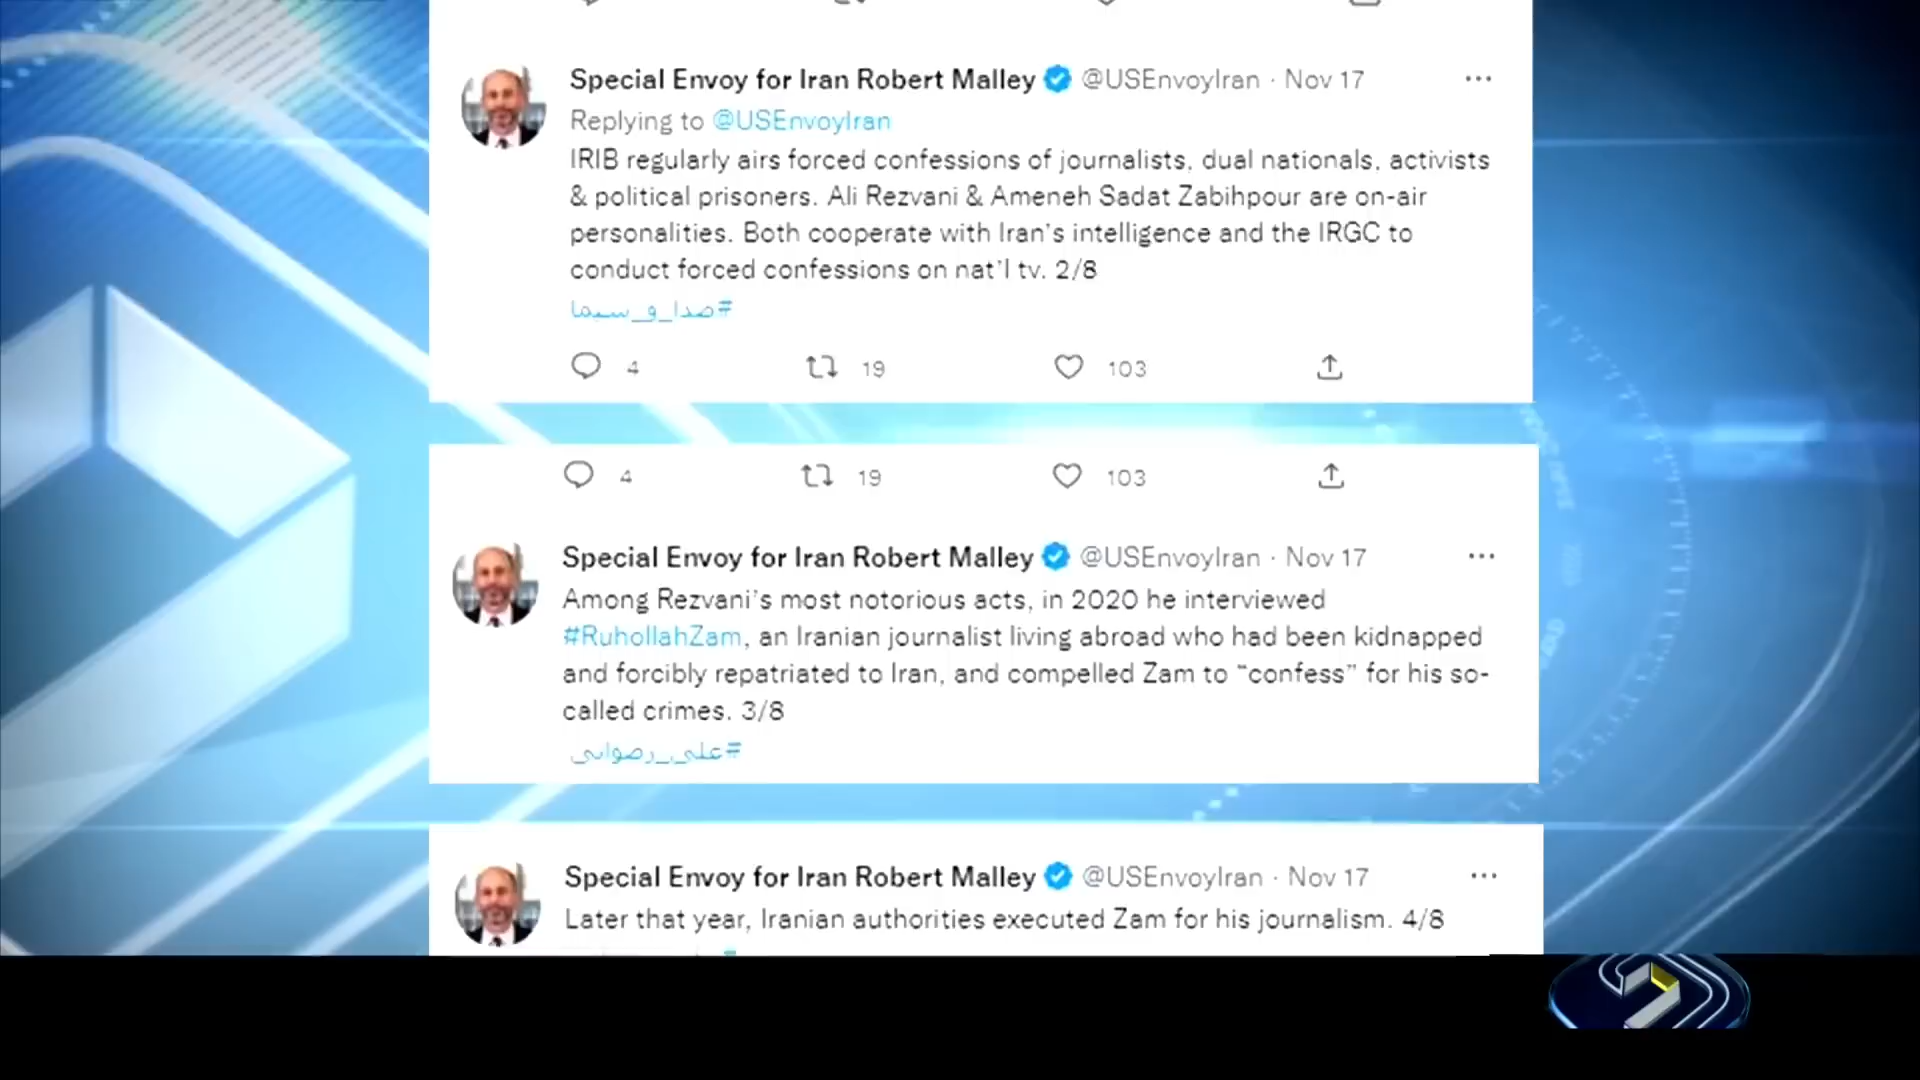 Special Envoy for Iran Robert Malley @USEnvoyIran · Nov 17 ...
Replying to @USEnvoyIran
IRIB regularly airs forced confessions of journalists, dual nationals, activists
& political prisoners. Ali Rezvani & Ameneh Sadat Zabihpour are on-air
personalities. Both cooperate with Iran's intelligence and the IRGC to
conduct forced confessions on nat'l tv. 2/8
#صدا_و_سیما
4 19 103
4 19 103
Special Envoy for Iran Robert Malley @USEnvoyIran · Nov 17 ...
Among Rezvani's most notorious acts, in 2020 he interviewed
#RuhollahZam, an Iranian journalist living abroad who had been kidnapped
and forcibly repatriated to Iran, and compelled Zam to “confess” for his so-
called crimes. 3/8
#علی_رضوانی
Special Envoy for Iran Robert Malley @USEnvoyIran · Nov 17 ...
Later that year, Iranian authorities executed Zam for his journalism. 4/8